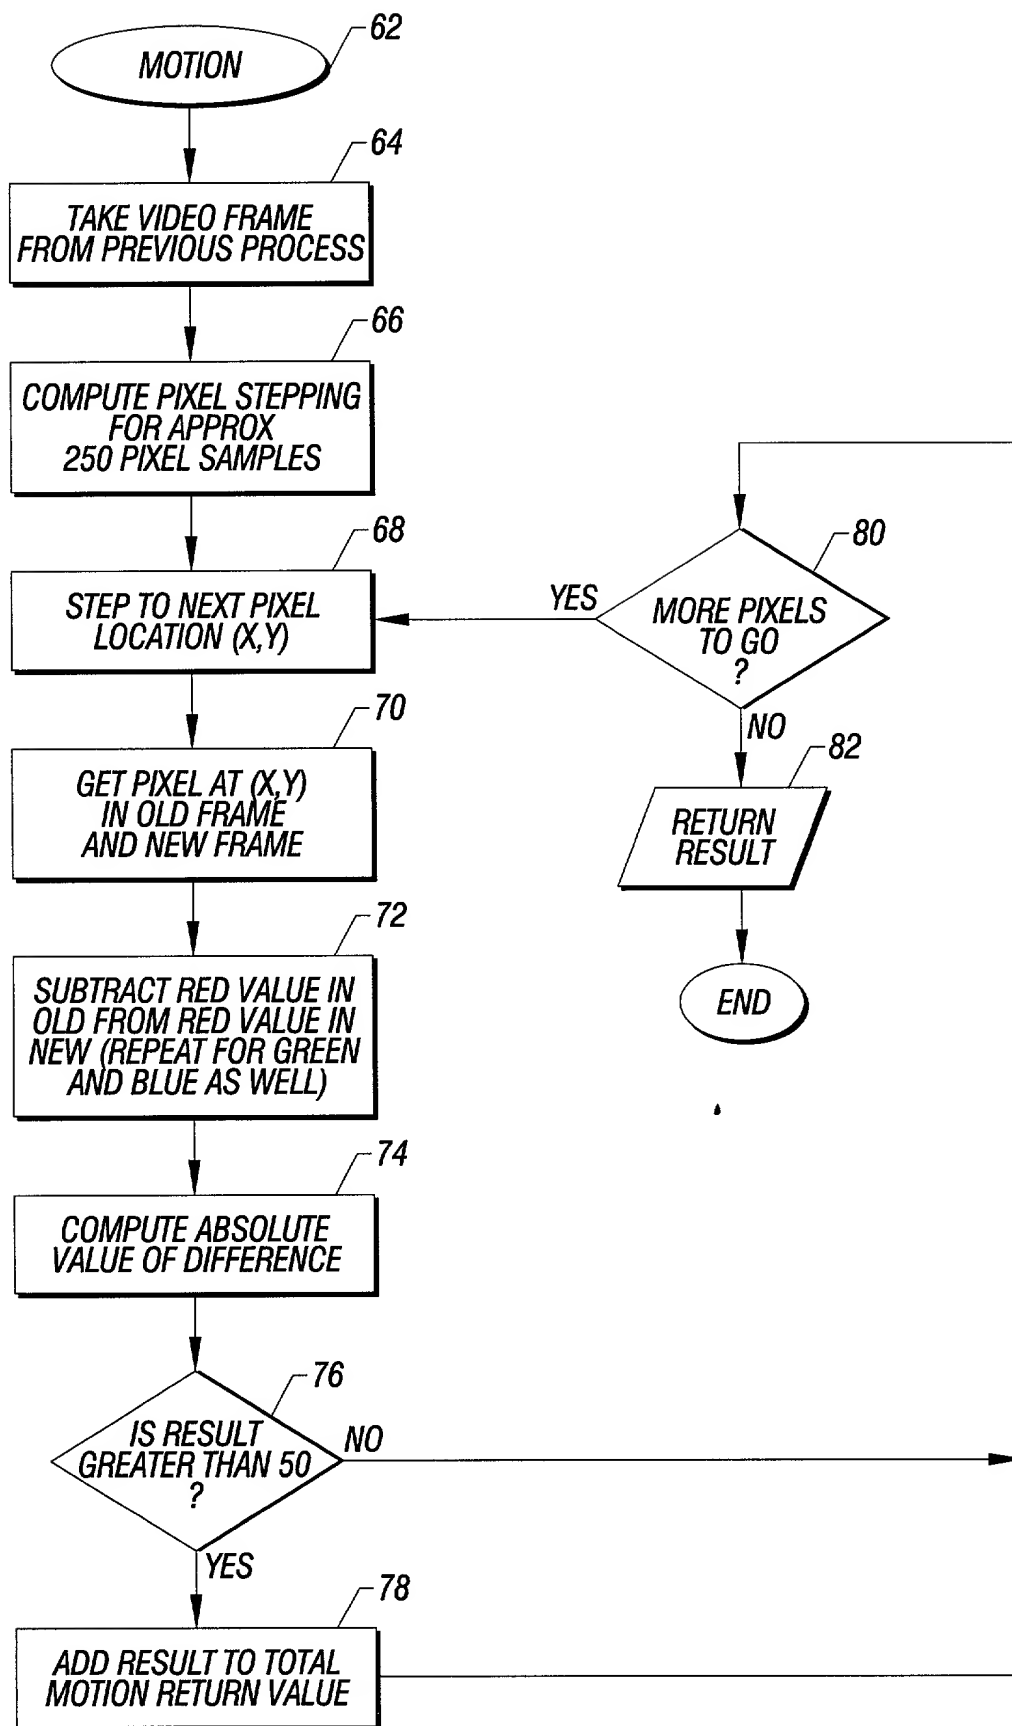 62
MOTION
64
TAKE VIDEO FRAME
FROM PREVIOUS PROCESS
66
COMPUTE PIXEL STEPPING
FOR APPROX
250 PIXEL SAMPLES
68
STEP TO NEXT PIXEL
LOCATION (X,Y)
70
GET PIXEL AT (X,Y)
IN OLD FRAME
AND NEW FRAME
72
SUBTRACT RED VALUE IN
OLD FROM RED VALUE IN
NEW (REPEAT FOR GREEN
AND BLUE AS WELL)
74
COMPUTE ABSOLUTE
VALUE OF DIFFERENCE
76
IS RESULT
GREATER THAN 50
?
NO
YES
78
ADD RESULT TO TOTAL
MOTION RETURN VALUE
80
MORE PIXELS
TO GO
?
YES
NO
82
RETURN
RESULT
END